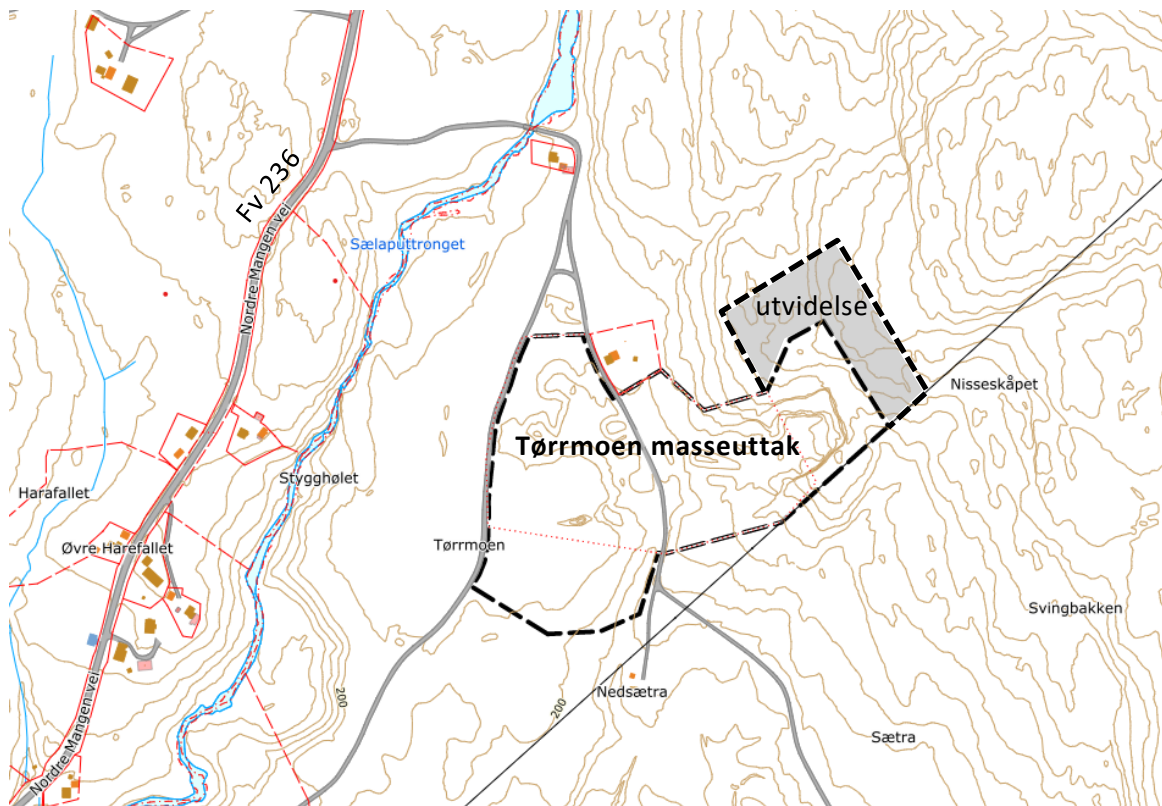 Fv 236
Nordre Mangen vei
Sælaputtronget
utvidelse
Nisseskåpet
Tørrmoen masseuttak
Harafallet
Stygghølet
Øvre Harefallet
Tørrmoen
Svingbakken
Nedsætra
200
200
Sætra
Nordre Mangen vei